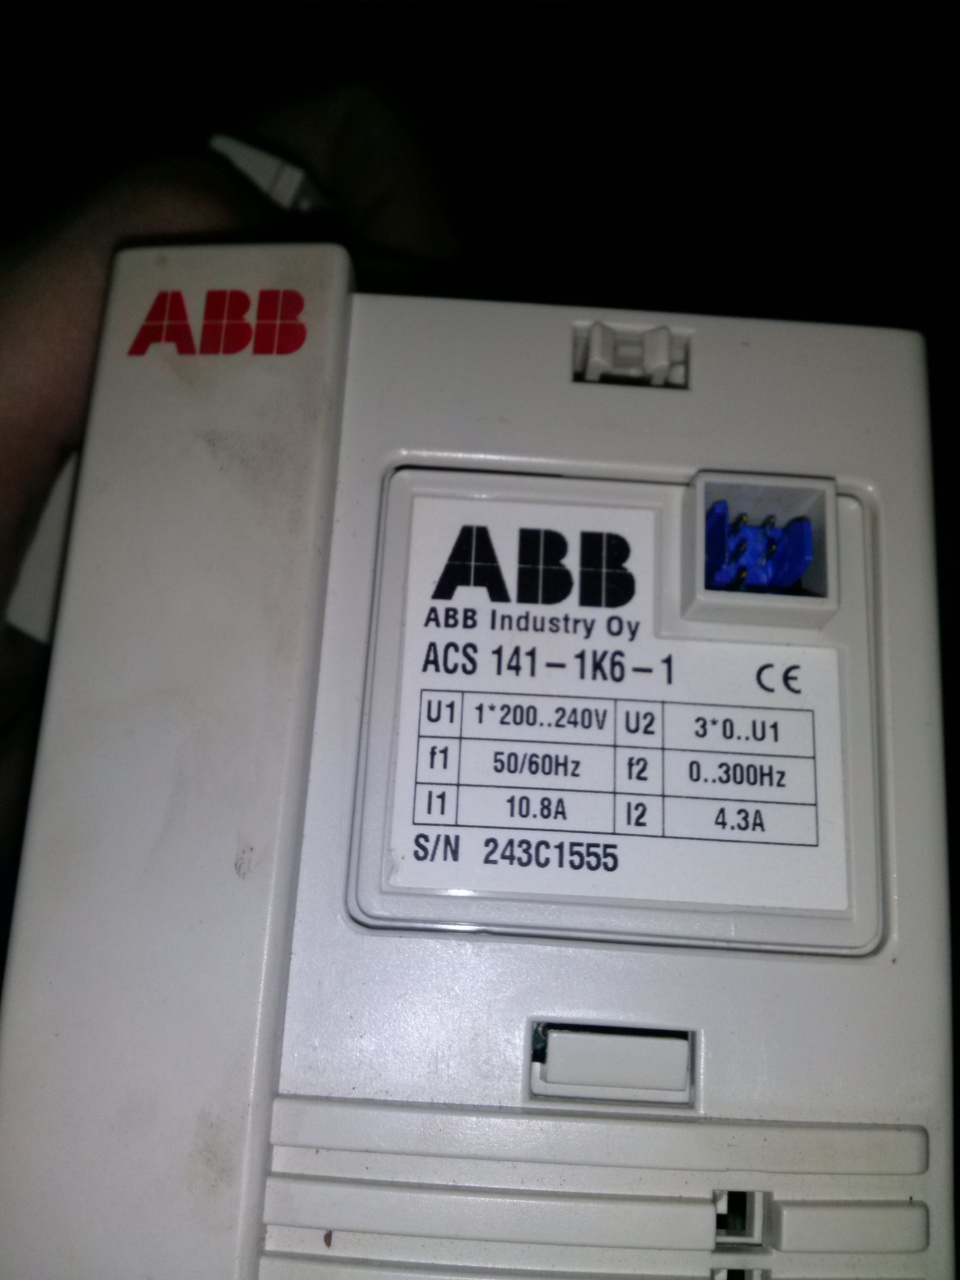 ABB
ABB
ABB Industry Oy
ACS 141-1K6-1 CE
U1 1*200..240V U2 3*0..U1
f1 50/60Hz f2 0..300Hz
I1 10.8A I2 4.3A
S/N 243C1555